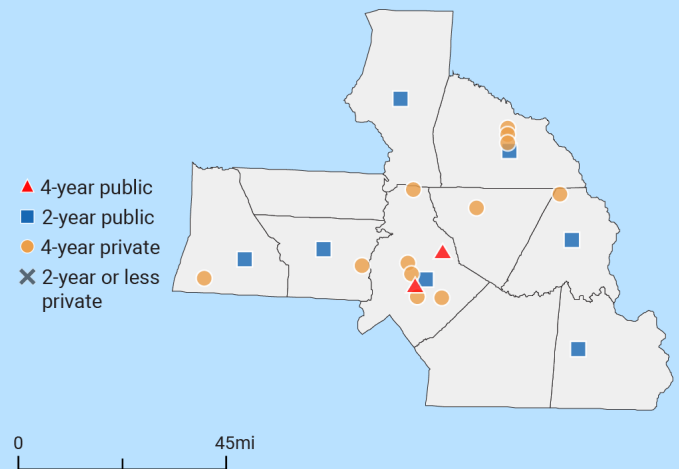 4-year public
2-year public
4-year private
2-year or less
private
0
45mi